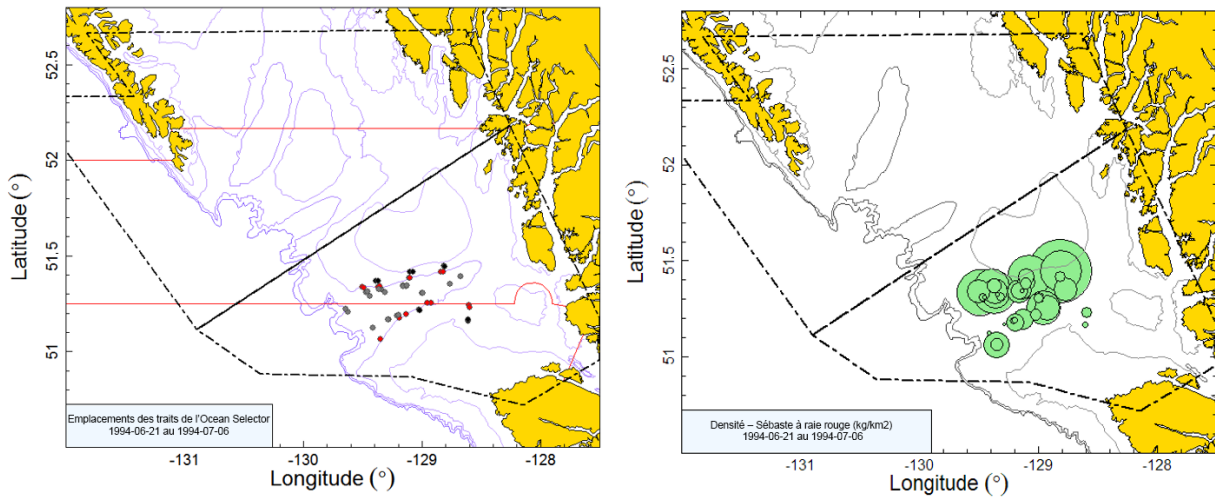 52.5
52
51.5
51
Latitude (°)
-131
-130
-129
-128
Longitude (°)
Emplacements des traits de l'Ocean Selector
1994-06-21 au 1994-07-06
52.5
52
51.5
51
Latitude (°)
-131
-130
-129
-128
Longitude (°)
Densité – Sébaste à raie rouge (kg/km2)
1994-06-21 au 1994-07-06